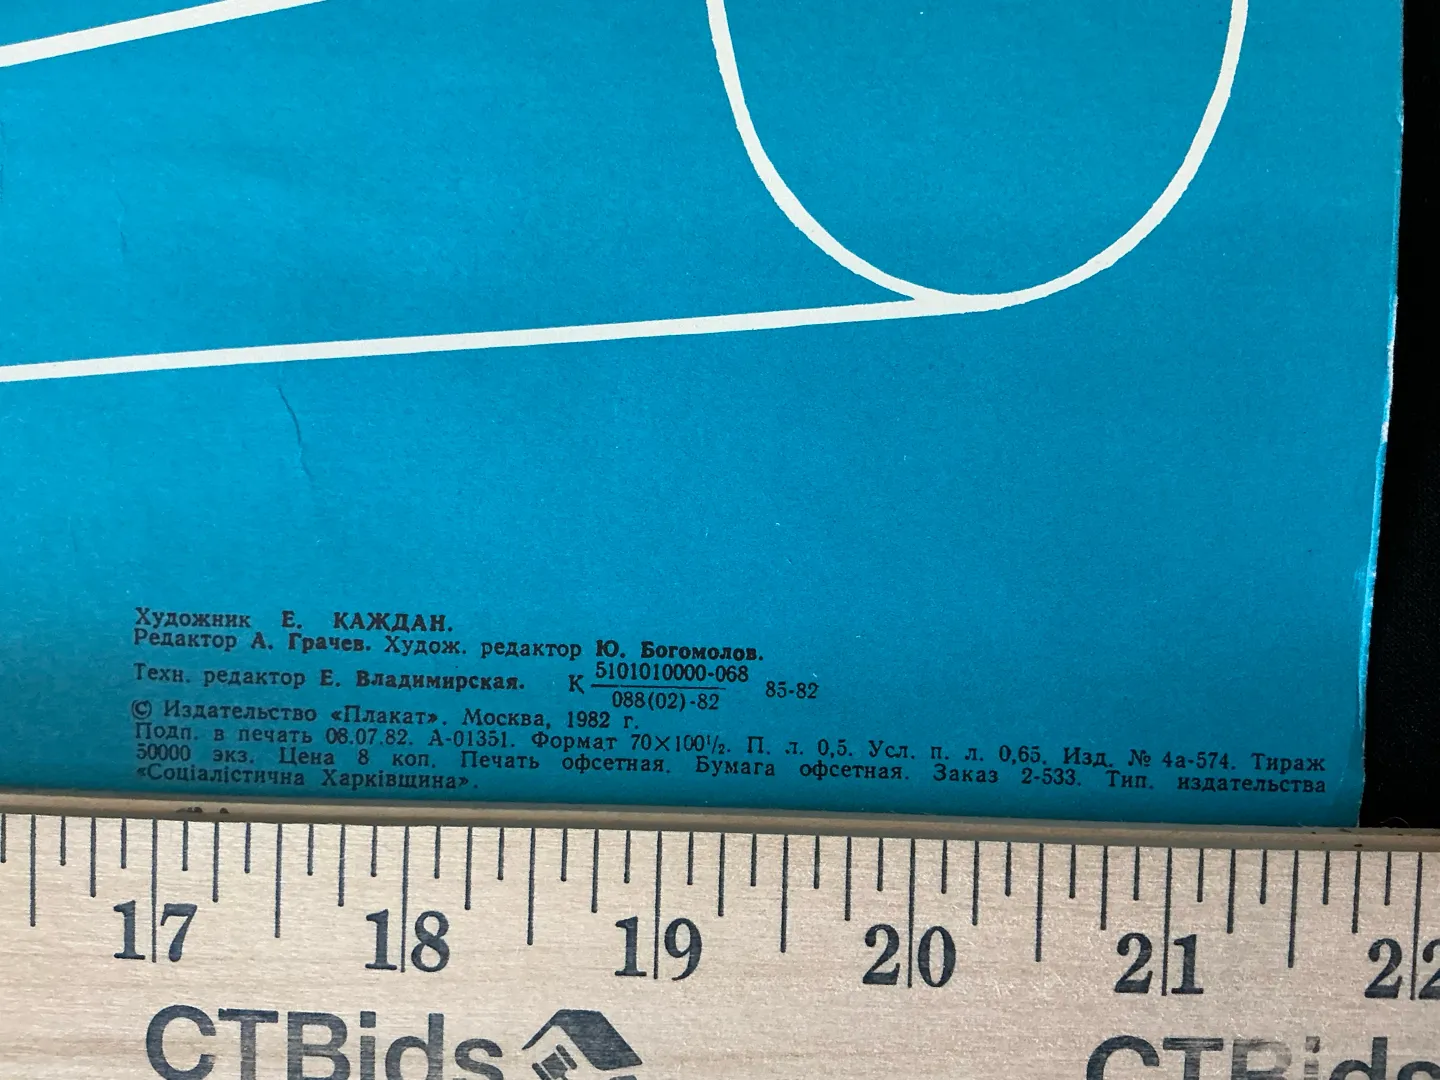 Художник Е. КАЖДАН.
Редактор А. Грачев. Худож. редактор Ю. Богомолов.
Техн. редактор Е. Владимирская. К 5101010000-068 85-82
088(02)-82
© Издательство «Плакат». Москва, 1982 г.
Подп. в печать 08.07.82. А-01351. Формат 70×100¹/₂. П. л. 0,5. Усл. п. л. 0,65. Изд. № 4а-574. Тираж
50000 экз. Цена 8 коп. Печать офсетная. Бумага офсетная. Заказ 2-533. Тип. издательства
«Соціалістична Харківщина».
17 18 19 20 21 22
CTBids CTBids